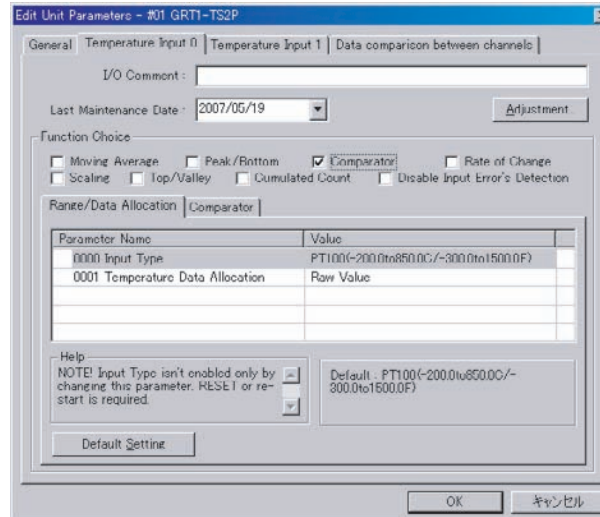 Edit Unit Parameters - #01 GRT1-TS2P
General Temperature Input 0 Temperature Input 1 Data comparison between channels
I/O Comment :
Last Maintenance Date : 2007/05/19 Adjustment
Function Choice
Moving Average Peak/Bottom Comparator Rate of Change
Scaling Top/Valley Cumulated Count Disable Input Error's Detection
Range/Data Allocation Comparator
Parameter Name Value
0000 Input Type PT100(-200.0to850.0C/-300.0to1500.0F)
0001 Temperature Data Allocation Raw Value
Help
NOTE! Input Type isn't enabled only by
changing this parameter. RESET or re-
start is required.
Default : PT100(-200.0to850.0C/-
300.0to1500.0F)
Default Setting
OK キャンセル